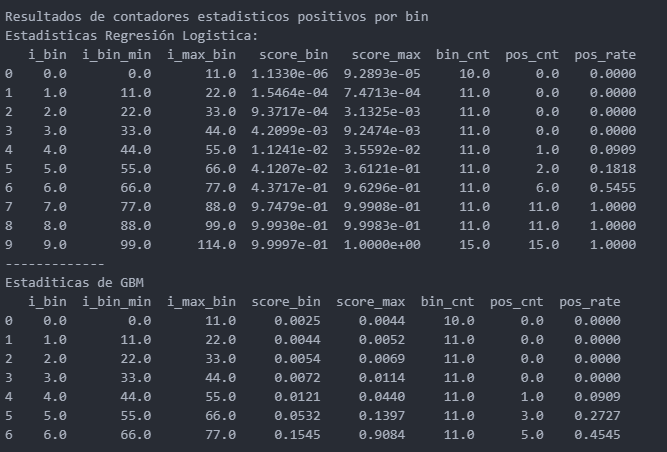 Resultados de contadores estadisticos positivos por bin
Estadisticas Regresión Logistica:
i_bin i_bin_min i_max_bin score_bin score_max bin_cnt pos_cnt pos_rate
0 0.0 0.0 11.0 1.1330e-06 9.2893e-05 10.0 0.0 0.0000
1 1.0 11.0 22.0 1.5464e-04 7.4713e-04 11.0 0.0 0.0000
2 2.0 22.0 33.0 9.3717e-04 3.1325e-03 11.0 0.0 0.0000
3 3.0 33.0 44.0 4.2099e-03 9.2474e-03 11.0 0.0 0.0000
4 4.0 44.0 55.0 1.1241e-02 3.5592e-02 11.0 1.0 0.0909
5 5.0 55.0 66.0 4.1207e-02 3.6121e-01 11.0 2.0 0.1818
6 6.0 66.0 77.0 4.3717e-01 9.6296e-01 11.0 6.0 0.5455
7 7.0 77.0 88.0 9.7479e-01 9.9908e-01 11.0 11.0 1.0000
8 8.0 88.0 99.0 9.9930e-01 9.9983e-01 11.0 11.0 1.0000
9 9.0 99.0 114.0 9.9997e-01 1.0000e+00 15.0 15.0 1.0000
-------------
Estaditicas de GBM
i_bin i_bin_min i_max_bin score_bin score_max bin_cnt pos_cnt pos_rate
0 0.0 0.0 11.0 0.0025 0.0044 10.0 0.0 0.0000
1 1.0 11.0 22.0 0.0044 0.0052 11.0 0.0 0.0000
2 2.0 22.0 33.0 0.0054 0.0069 11.0 0.0 0.0000
3 3.0 33.0 44.0 0.0072 0.0114 11.0 0.0 0.0000
4 4.0 44.0 55.0 0.0121 0.0440 11.0 1.0 0.0909
5 5.0 55.0 66.0 0.0532 0.1397 11.0 3.0 0.2727
6 6.0 66.0 77.0 0.1545 0.9084 11.0 5.0 0.4545